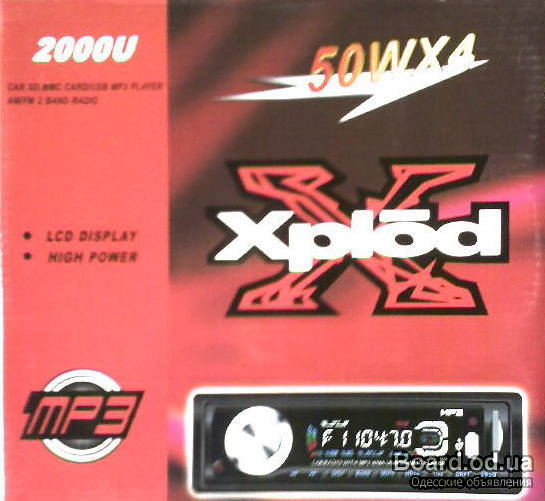 2000U
50WX4
CAR SD.MMC CARD/USB MP3 PLAYER
AM/FM 2 BAND RADIO
Xplōd
• LCD DISPLAY
• HIGH POWER
MP3
MP3
F1 10470
Board.od.ua
Одесские объявления